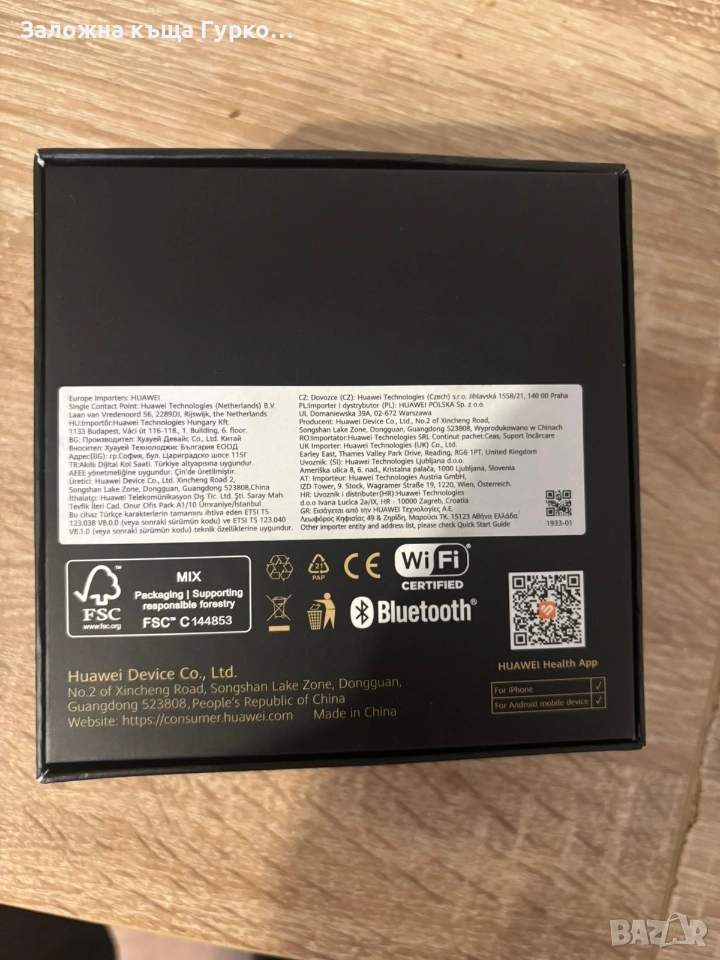 Заложна къща Гурко...
Europe Importers: HUAWEI
Single Contact Point: Huawei Technologies (Netherlands) B.V.
Laan van Vredenoord 56, 2289DJ, Rijswijk, the Netherlands
HU:Importőr:Huawei Technologies Hungary Kft.
1133 Budapest, Váci út 116-118., 1. Building, 6. floor.
BG: Производител: Хуауей Девайс Со., Ltd. Китай
Вносител: Хуауей Технолоджис България ЕООД
Адрес(BG): гр.София, бул. Цариградско шосе 115Г
TR:Akıllı Dijital Kol Saati. Türkiye altyapısına uygundur.
AEEE yönetmeliğine uygundur. Çin'de üretilmiştir.
Üretici: Huawei Device Co., Ltd. Xincheng Road 2,
Songshan Lake Zone, Dongguan, Guangdong 523808,China
İthalatçı: Huawei Telekomünikasyon Dış Tic. Ltd. Şti. Saray Mah.
Tevfik İleri Cad. Onur Ofis Park A1/10 Ümraniye/İstanbul
Bu cihaz Türkçe karakterlerin tamamını ihtiva eden ETSI TS
123.038 V8.0.0 (veya sonraki sürümün kodu) ve ETSI TS 123.040
V8.1.0 (veya sonraki sürümün kodu) teknik özelliklerine uygundur.
CZ: Dovozce (CZ): Huawei Technologies (Czech) s.r.o. Jihlavská 1558/21, 140 00 Praha
PL:Importer i dystrybutor (PL): HUAWEI POLSKA Sp. z o.o.
Ul. Domaniewska 39A, 02-672 Warszawa
Producent: Huawei Device Co., Ltd., No.2 of Xincheng Road,
Songshan Lake Zone, Dongguan, Guangdong 523808, Wyprodukowano w Chinach
RO:Importator:Huawei Technologies SRL Continut pachet:Ceas, Suport încărcare
UK Importer: Huawei Technologies (UK) Co., Ltd.
Earley East, Thames Valley Park Drive, Reading, RG6 1PT, United Kingdom
Uvoznik: (SI): Huawei Technologies Ljubljana d.o.o.
Ameriška ulica 8, 6. nad., Kristalna palača, 1000 Ljubljana, Slovenia
AT: Importeur: Huawei Technologies Austria GmbH,
IZD Tower, 9. Stock, Wagramer Straße 19, 1220, Wien, Österreich.
HR: Uvoznik i distributer(HR):Huawei Technologies
d.o.o Ivana Lucica 2a/IX, HR - 10000 Zagreb, Croatia
GR: Εισάγεται από την HUAWEI Τεχνολογίες Α.Ε.
Λεωφόρος Κηφισίας 49 & Ζηρίδη, Μαρούσι ΤΚ. 15123 Αθήνα Ελλάδα
Other importer entity and address list, please check Quick Start Guide
1933-01
FSC
www.fsc.org
MIX
Packaging | Supporting
responsible forestry
FSC™ C144853
21
PAP
CE
Wi Fi
CERTIFIED
Bluetooth®
HUAWEI Health App
For iPhone ✓
For Android mobile device ✓
Huawei Device Co., Ltd.
No.2 of Xincheng Road, Songshan Lake Zone, Dongguan,
Guangdong 523808, People's Republic of China
Website: https://consumer.huawei.com Made in China
BAZAR